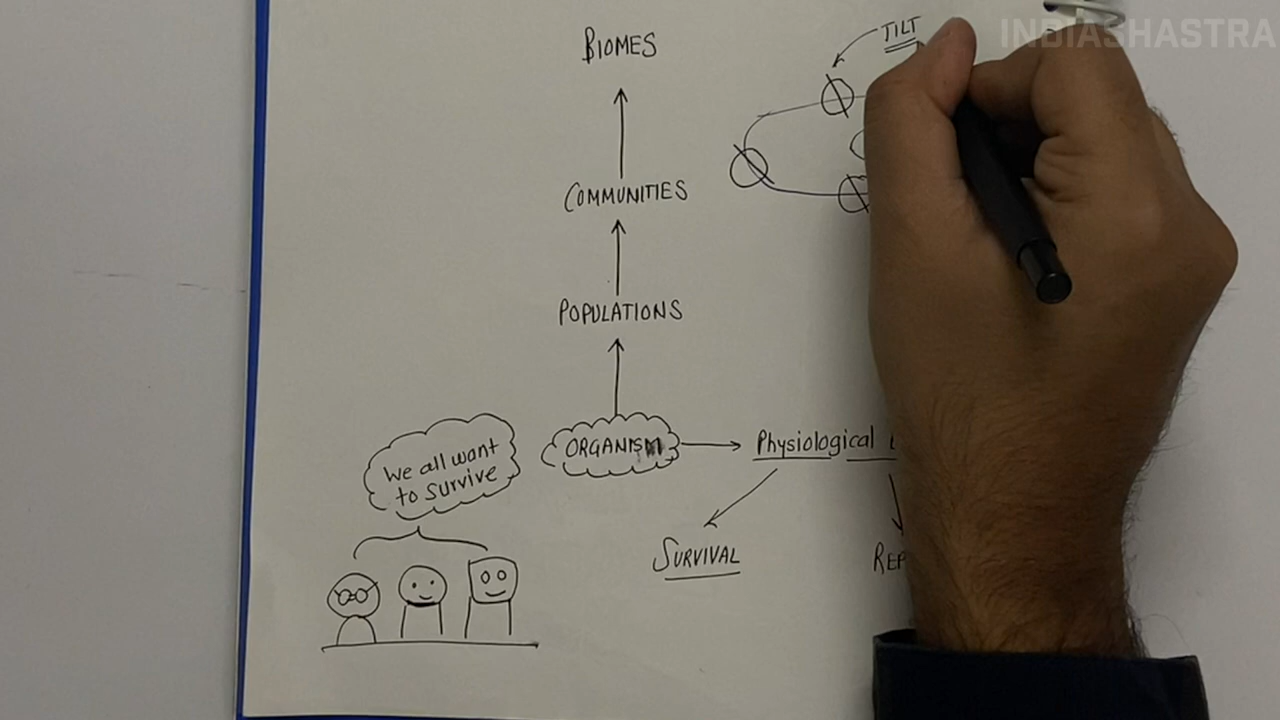 INDIASHASTRA
TILT
BIOMES
COMMUNITIES
POPULATIONS
ORGANISM
Physiological
We all want
to survive
SURVIVAL